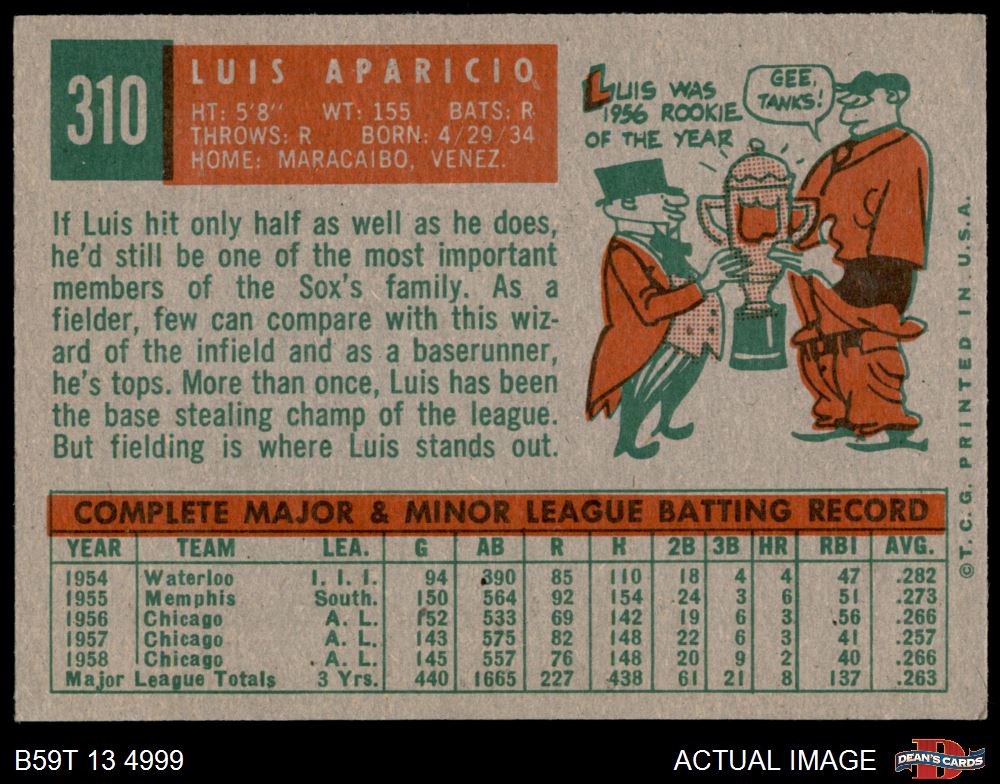 310
LUIS APARICIO
HT: 5'8" WT: 155 BATS: R
THROWS: R BORN: 4/29/34
HOME: MARACAIBO, VENEZ.
LUIS WAS
1956 ROOKIE
OF THE YEAR
GEE,
TANKS!
If Luis hit only half as well as he does,
he'd still be one of the most important
members of the Sox's family. As a
fielder, few can compare with this wiz-
ard of the infield and as a baserunner,
he's tops. More than once, Luis has been
the base stealing champ of the league.
But fielding is where Luis stands out.
COMPLETE MAJOR & MINOR LEAGUE BATTING RECORD
YEAR TEAM LEA. G AB R H 2B 3B HR RBI AVG.
1954 Waterloo I. I. I. 94 390 85 110 18 4 4 47 .282
1955 Memphis South. 150 564 92 154 24 3 6 51 .273
1956 Chicago A. L. 152 533 69 142 19 6 3 56 .266
1957 Chicago A. L. 143 575 82 148 22 6 3 41 .257
1958 Chicago A. L. 145 557 76 148 20 9 2 40 .266
Major League Totals 3 Yrs. 440 1665 227 438 61 21 8 137 .263
© T. C. G. PRINTED IN U.S.A.
B59T 13 4999
ACTUAL IMAGE
DEAN'S CARDS